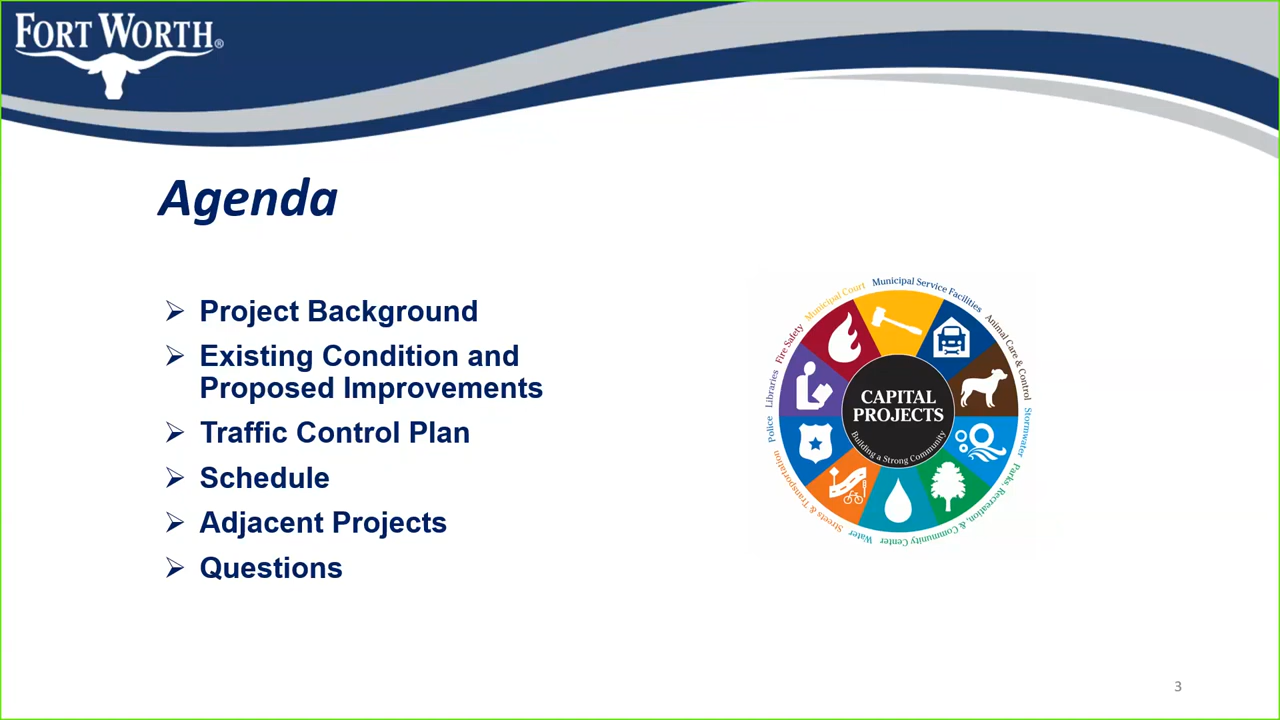 FORT WORTH®
Agenda
➢ Project Background
➢ Existing Condition and
Proposed Improvements
➢ Traffic Control Plan
➢ Schedule
➢ Adjacent Projects
➢ Questions
Municipal Court
Municipal Service Facilities
Animal Care & Control
Stormwater
Parks, Recreation, & Community Center
Water
Streets & Transportation
Police
Libraries
Fire Safety
CAPITAL
PROJECTS
Building a Strong Community
3